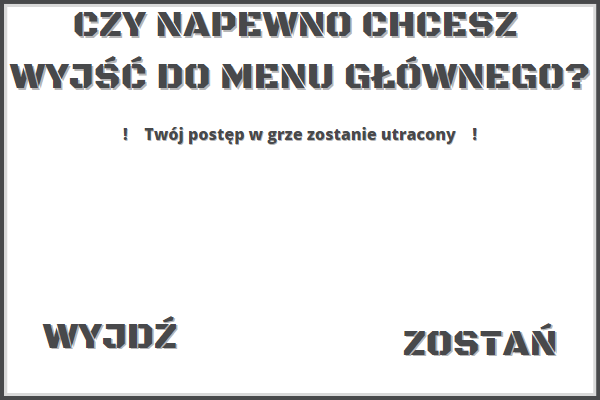 CZY NAPEWNO CHCESZ
WYJŚĆ DO MENU GŁÓWNEGO?
! Twój postęp w grze zostanie utracony !
WYJDŹ
ZOSTAŃ